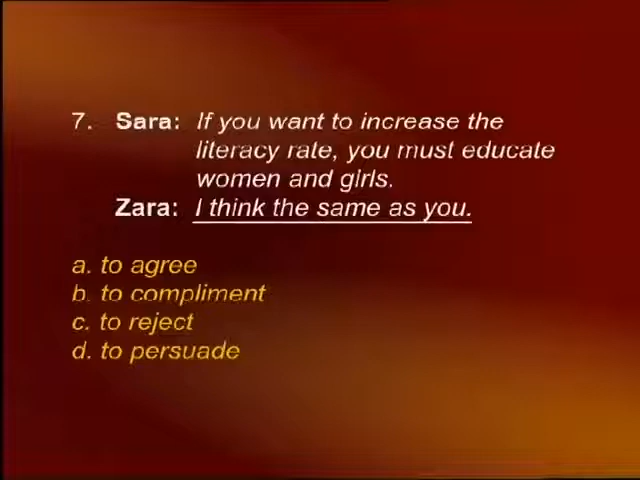 7. Sara: If you want to increase the
literacy rate, you must educate
women and girls.
Zara: I think the same as you.
a. to agree
b. to compliment
c. to reject
d. to persuade